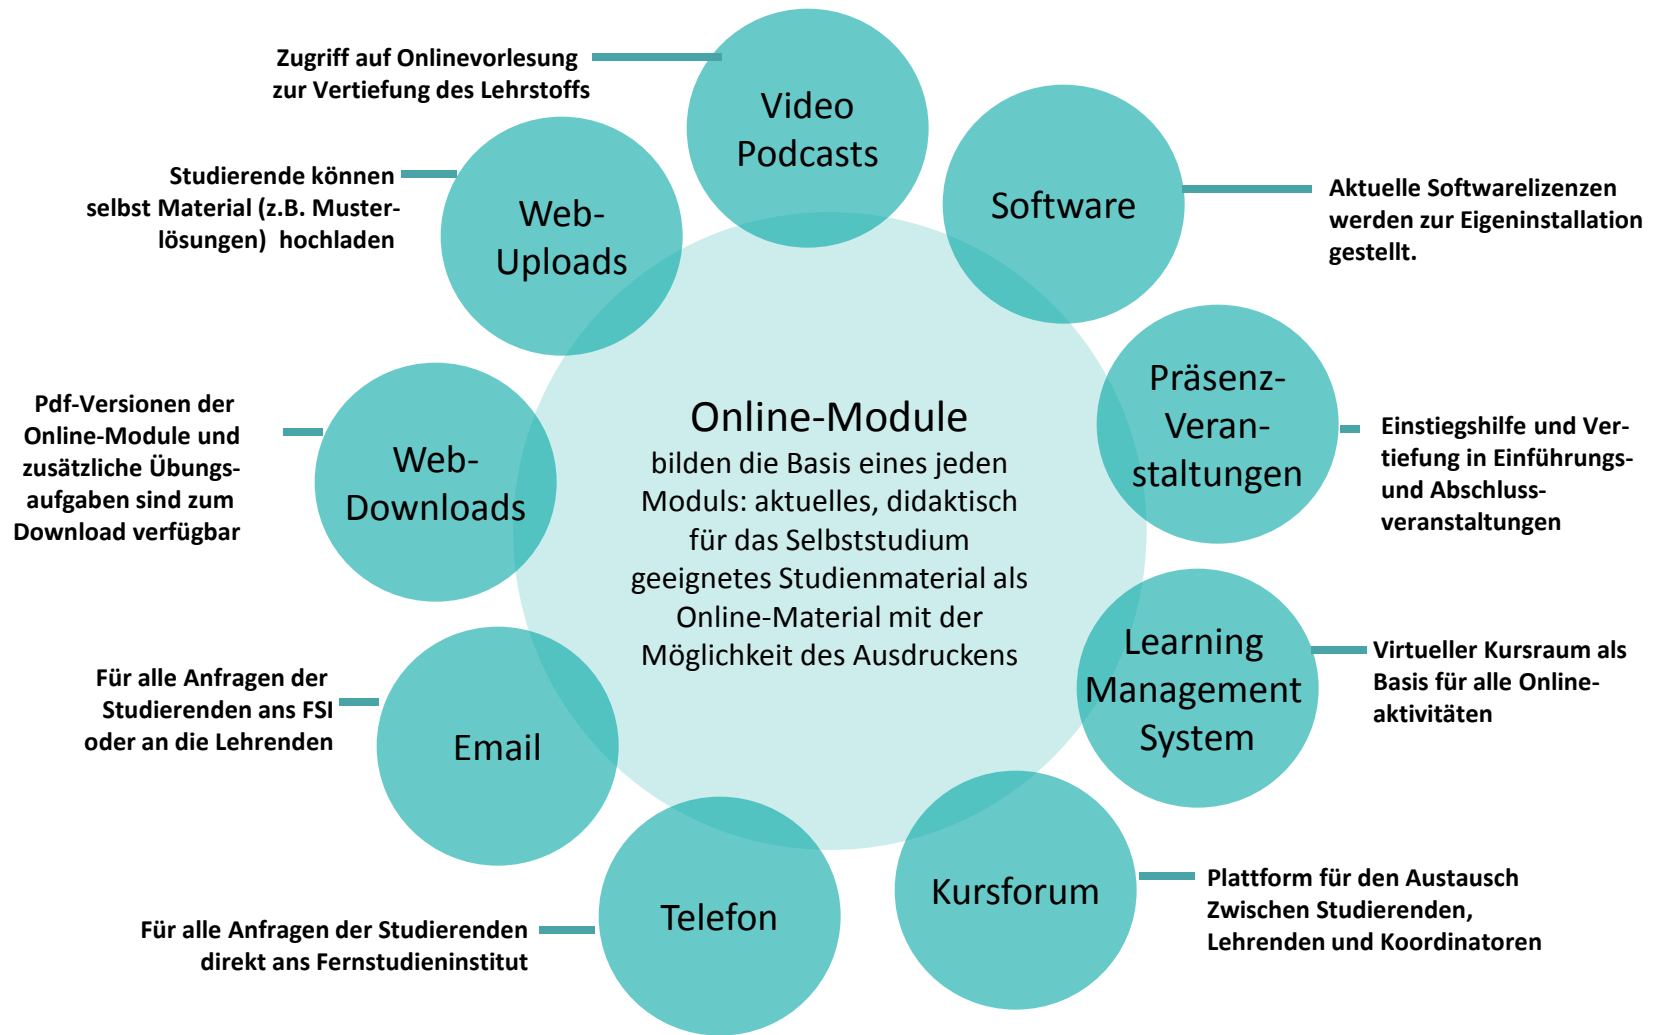 Zugriff auf Onlinevorlesung
zur Vertiefung des Lehrstoffs
Video
Podcasts
Software
Aktuelle Softwarelizenzen
werden zur Eigeninstallation
gestellt.
Studierende können
selbst Material (z.B. Muster-
lösungen) hochladen
Web-
Uploads
Präsenz-
Veran-
staltungen
Einstiegshilfe und Ver-
tiefung in Einführungs-
und Abschluss-
veranstaltungen
Pdf-Versionen der
Online-Module und
zusätzliche Übungs-
aufgaben sind zum
Download verfügbar
Web-
Downloads
Online-Module
bilden die Basis eines jeden
Moduls: aktuelles, didaktisch
für das Selbststudium
geeignetes Studienmaterial als
Online-Material mit der
Möglichkeit des Ausdruckens
Learning
Management
System
Virtueller Kursraum als
Basis für alle Online-
aktivitäten
Für alle Anfragen der
Studierenden ans FSI
oder an die Lehrenden
Email
Kursforum
Plattform für den Austausch
Zwischen Studierenden,
Lehrenden und Koordinatoren
Telefon
Für alle Anfragen der Studierenden
direkt ans Fernstudieninstitut